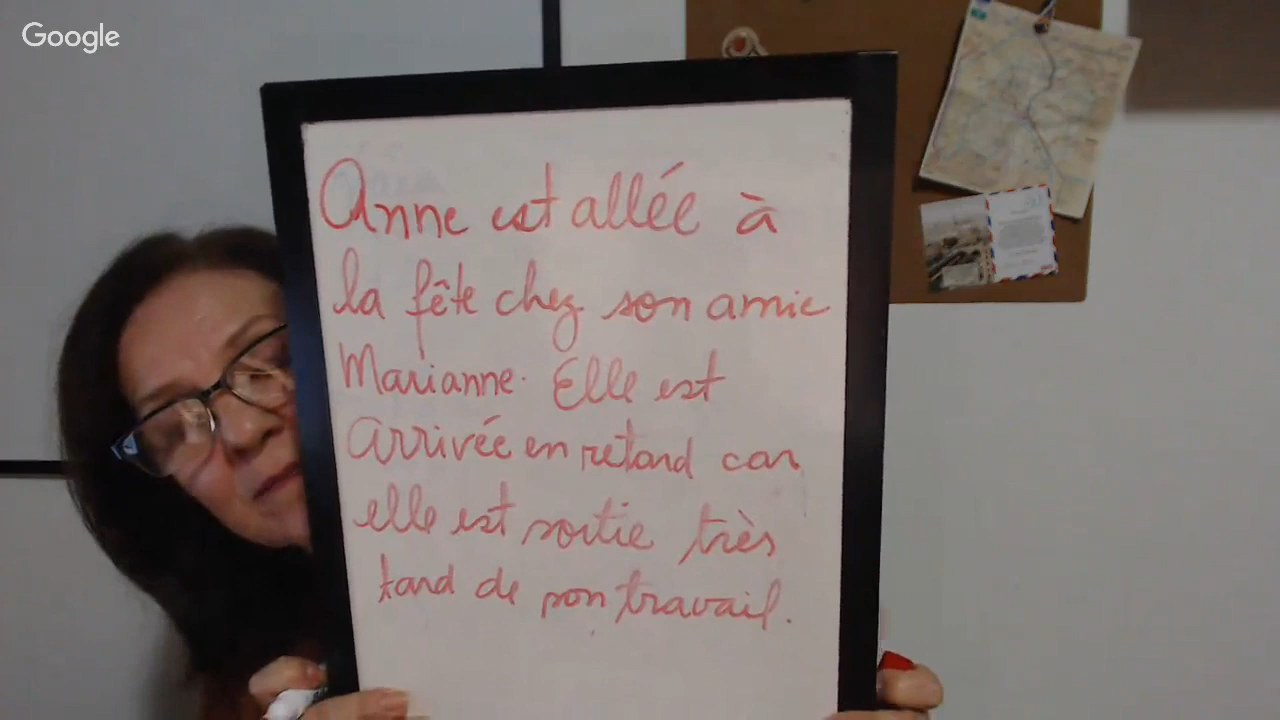 Google
Anne est allée à
la fête chez son amie
Marianne. Elle est
arrivée en retard car
elle est sortie très
tard de son travail.